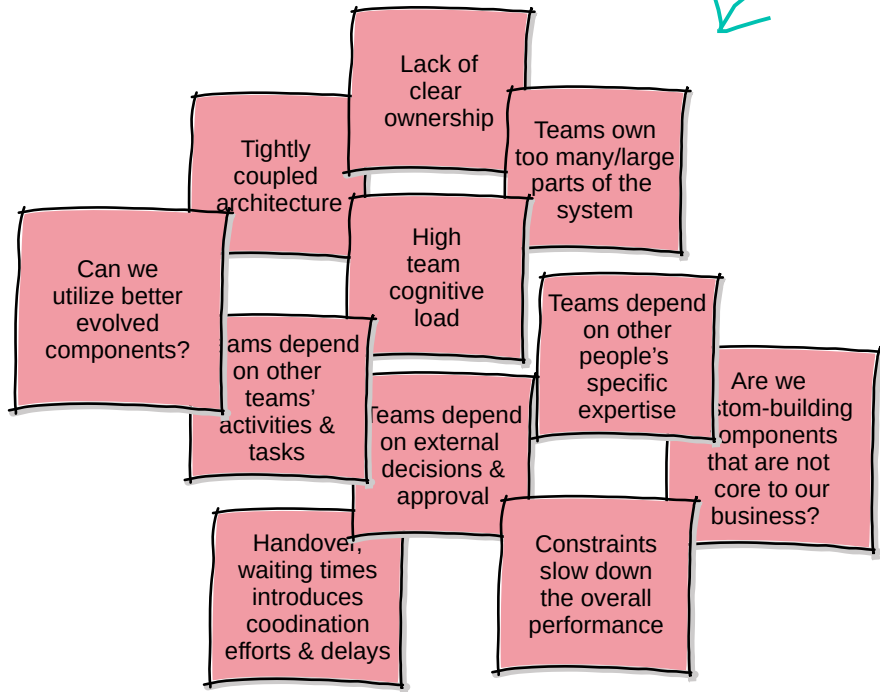 Lack of
clear
ownership
Tightly
coupled
architecture
Teams own
too many/large
parts of the
system
High
team
cognitive
load
Can we
utilize better
evolved
components?
Teams depend
on other
people's
specific
expertise
ams depend
on other
teams'
activities &
tasks
Teams depend
on external
decisions &
approval
Are we
stom-building
omponents
that are not
core to our
business?
Handover,
waiting times
introduces
coodination
efforts & delays
Constraints
slow down
the overall
performance